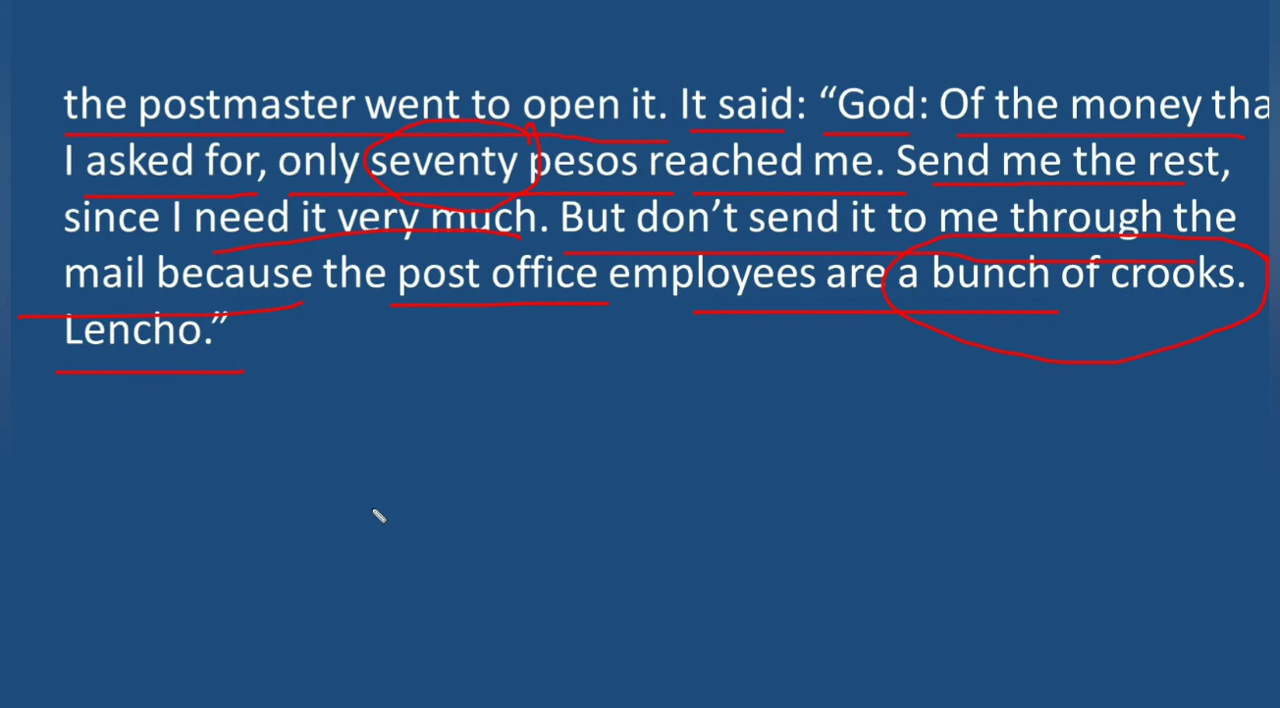 the postmaster went to open it. It said: “God: Of the money tha
I asked for, only seventy pesos reached me. Send me the rest,
since I need it very much. But don’t send it to me through the
mail because the post office employees are a bunch of crooks.
Lencho.”